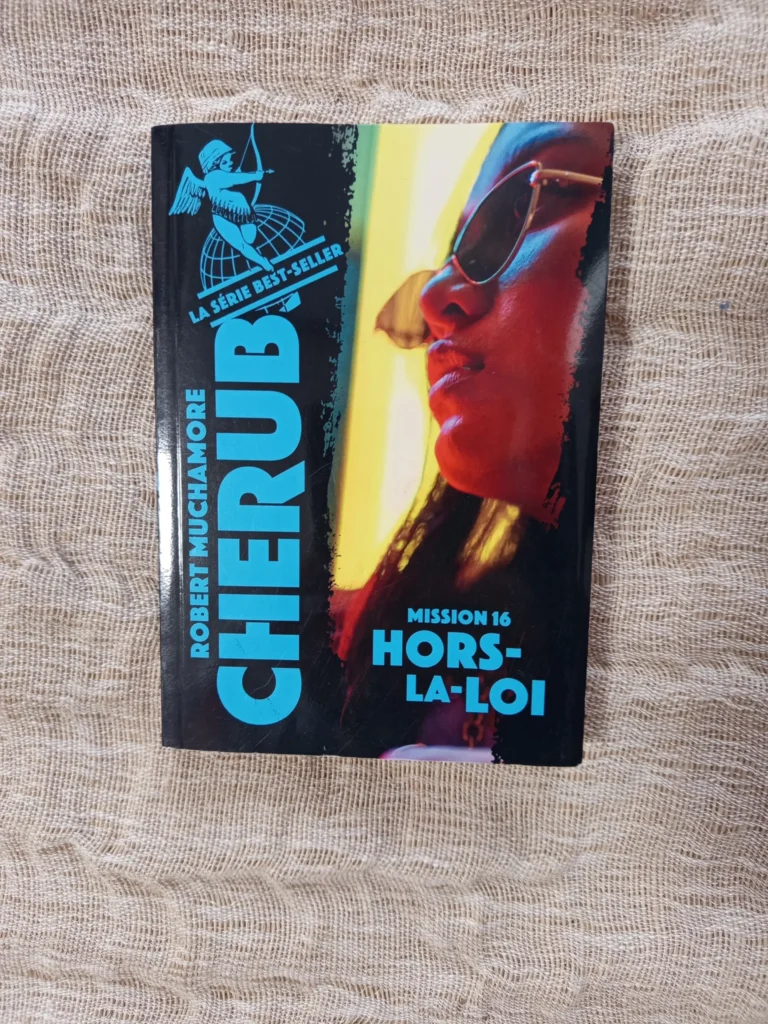 LA SÉRIE BEST-SELLER
ROBERT MUCHAMORE
CHERUB
MISSION 16
HORS-
LA-LOI